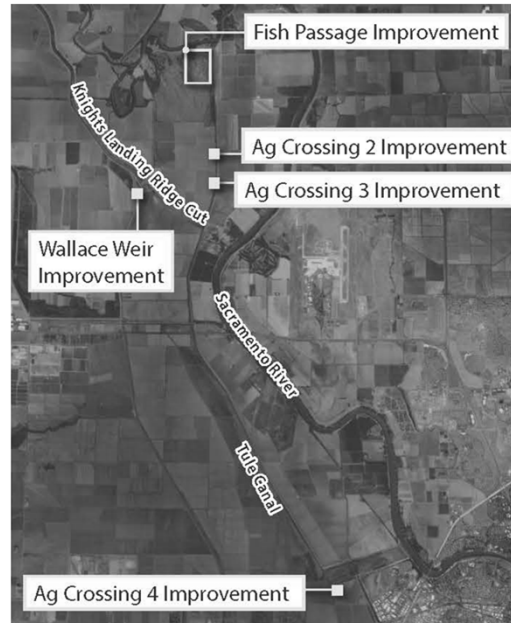 Fish Passage Improvement
Knights Landing Ridge Cut
Ag Crossing 2 Improvement
Ag Crossing 3 Improvement
Wallace Weir
Improvement
Sacramento River
Tule Canal
Ag Crossing 4 Improvement